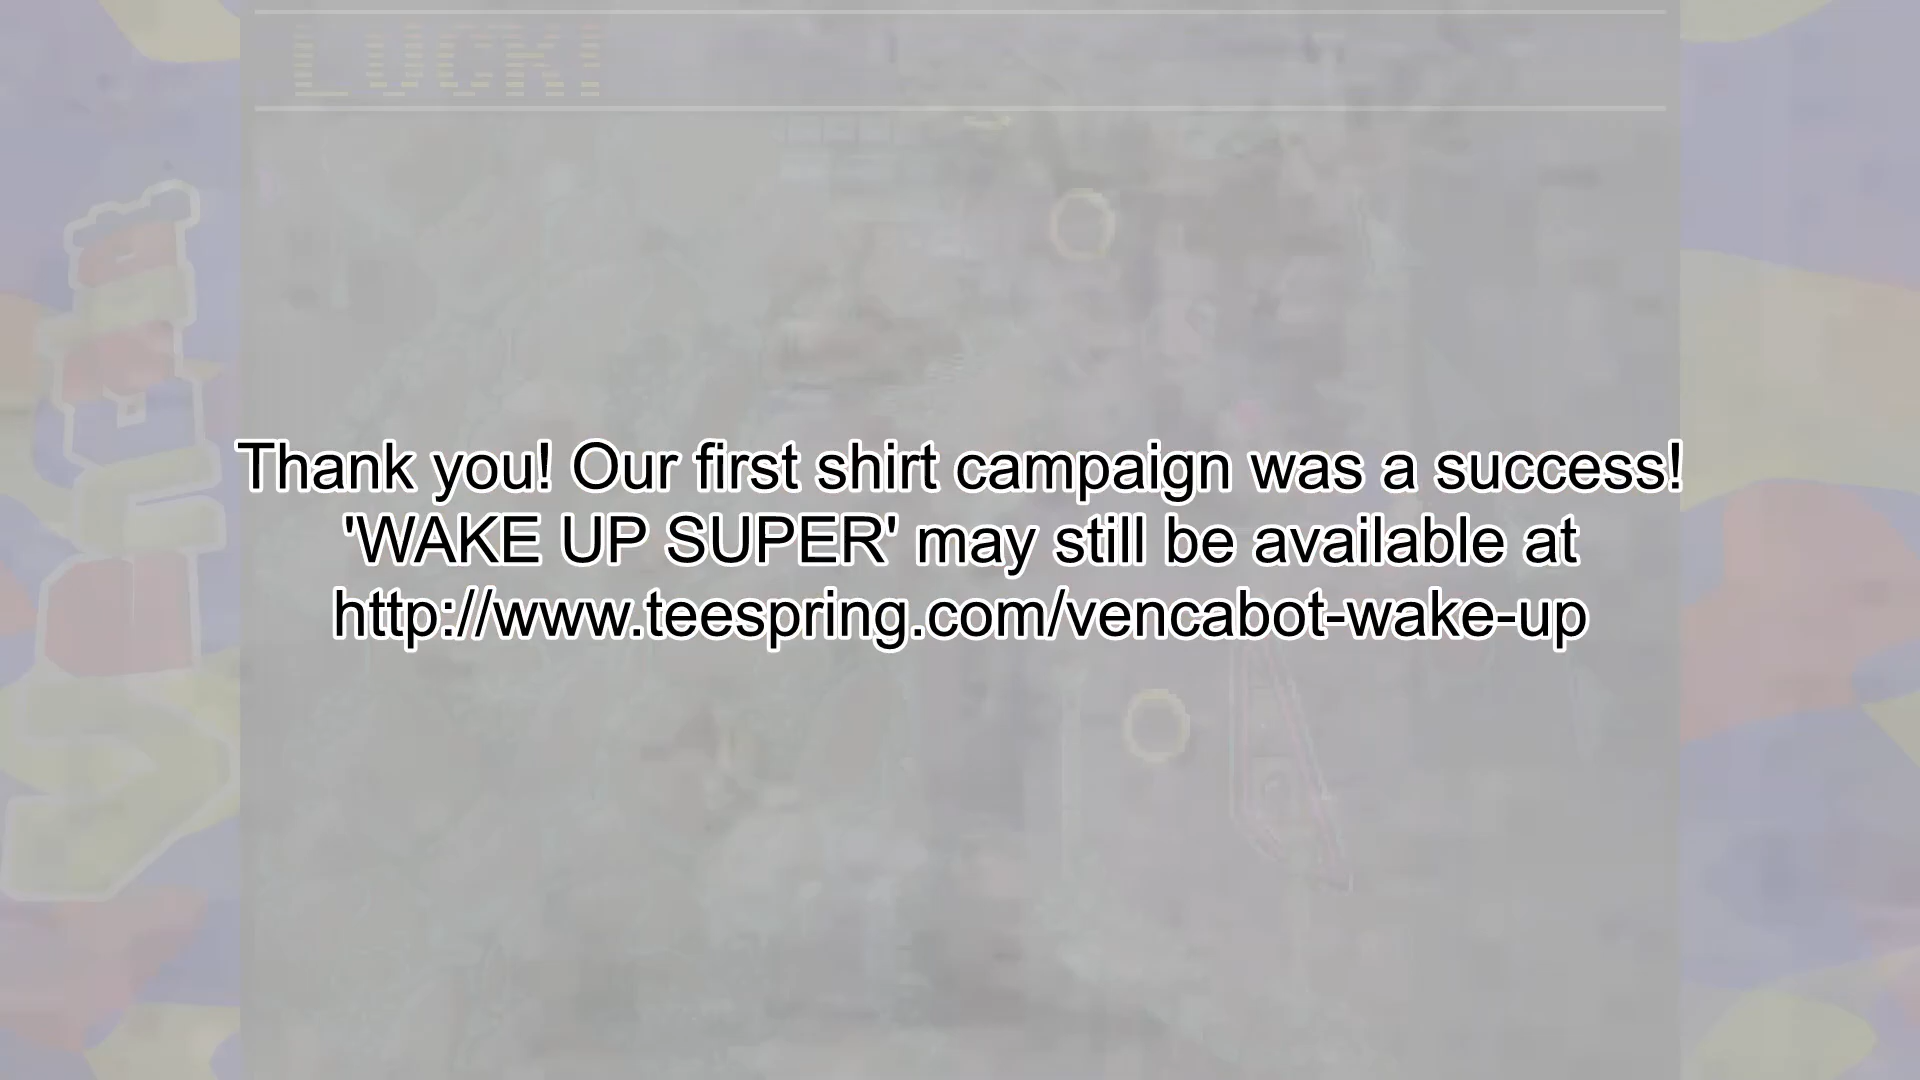 LUCKY
Thank you! Our first shirt campaign was a success!
'WAKE UP SUPER' may still be available at
http://www.teespring.com/vencabot-wake-up